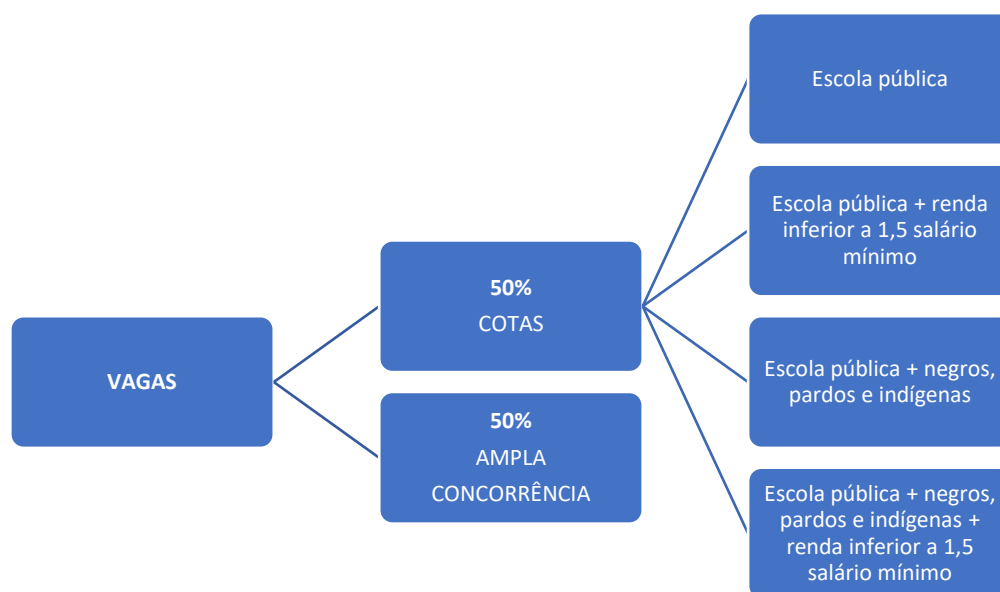 VAGAS
50%
COTAS
50%
AMPLA
CONCORRÊNCIA
Escola pública
Escola pública + renda
inferior a 1,5 salário
mínimo
Escola pública + negros,
pardos e indígenas
Escola pública + negros,
pardos e indígenas +
renda inferior a 1,5
salário mínimo